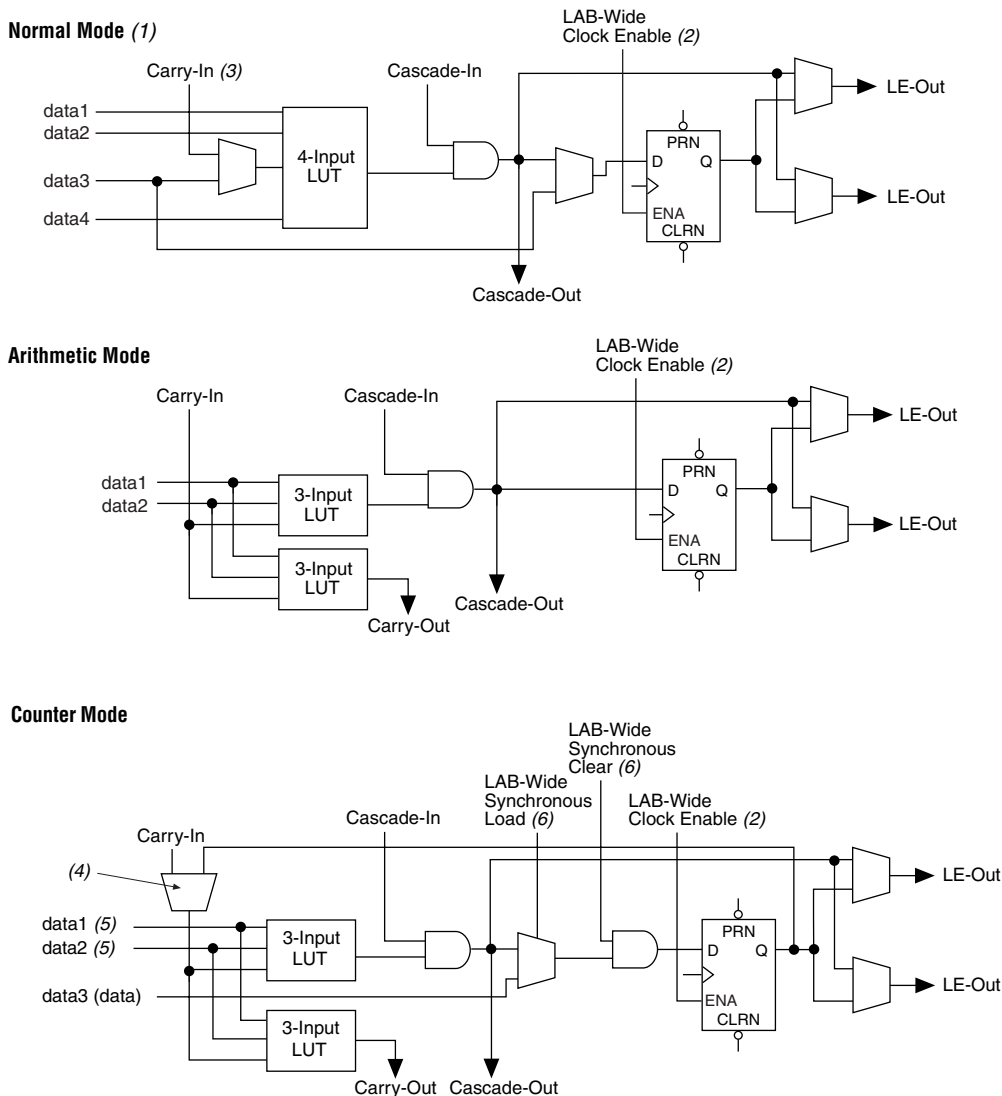 Normal Mode (1)
LAB-Wide
Clock Enable (2)
Carry-In (3)
Cascade-In
LE-Out
data1
data2
4-Input
LUT
PRN
D Q
data3
data4
ENA
CLRN
LE-Out
Cascade-Out
Arithmetic Mode
LAB-Wide
Clock Enable (2)
Carry-In
Cascade-In
LE-Out
data1
data2
3-Input
LUT
PRN
D Q
ENA
CLRN
LE-Out
3-Input
LUT
Cascade-Out
Carry-Out
Counter Mode
LAB-Wide
Synchronous
Clear (6)
LAB-Wide
Synchronous
Load (6)
LAB-Wide
Clock Enable (2)
Cascade-In
Carry-In
(4)
LE-Out
data1 (5)
data2 (5)
3-Input
LUT
PRN
D Q
data3 (data)
ENA
CLRN
LE-Out
3-Input
LUT
Carry-Out
Cascade-Out